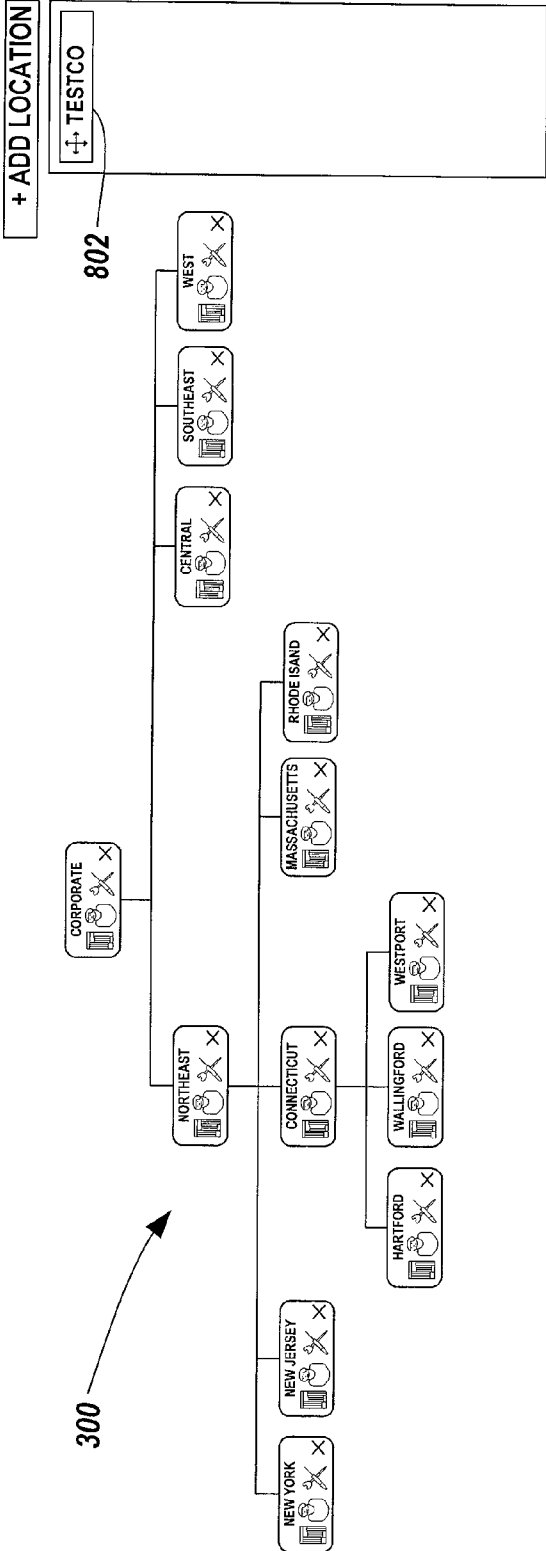 + ADD LOCATION
TESTCO
802
CORPORATE
X
NORTHEAST
X
CENTRAL
X
SOUTHEAST
X
WEST
X
300
NEW YORK
X
NEW JERSEY
X
CONNECTICUT
X
MASSACHUSETTS
X
RHODE ISAND
X
HARTFORD
X
WALLINGFORD
X
WESTPORT
X